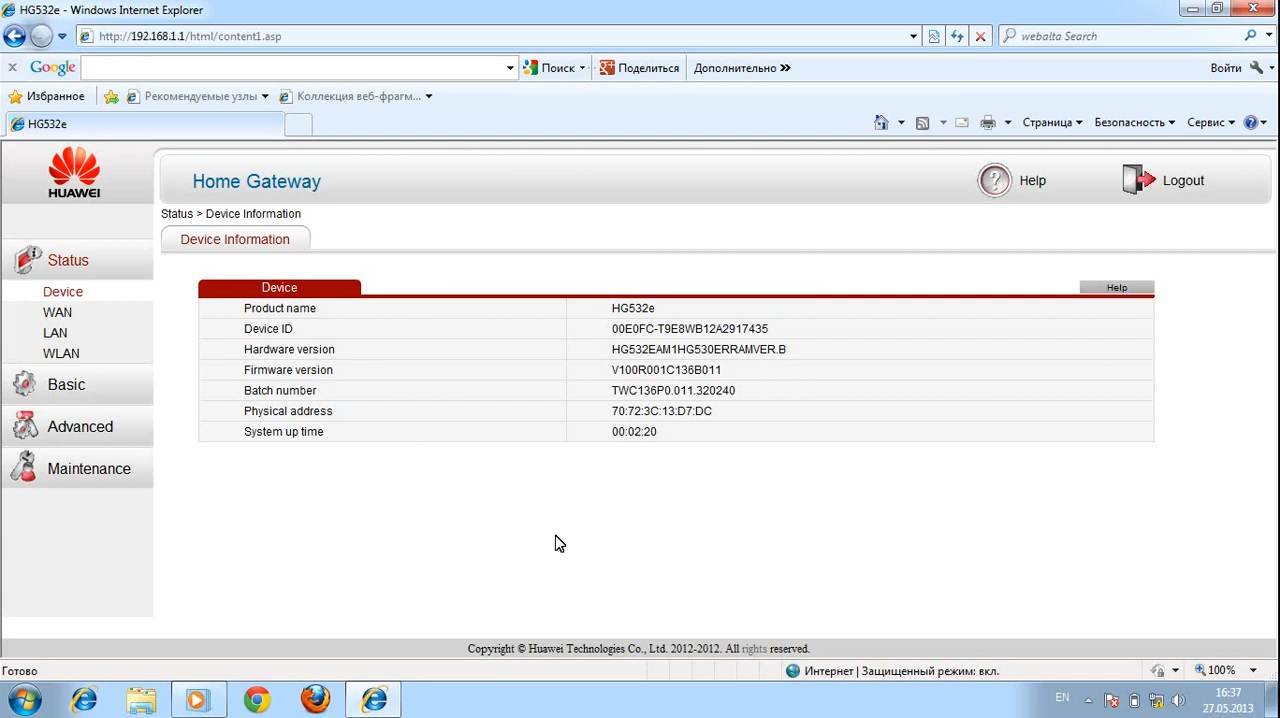 HG532e - Windows Internet Explorer
http://192.168.1.1/html/content1.asp
webalta Search
x Google Поиск Поделиться Дополнительно » Войти
Избранное Рекомендуемые узлы Коллекция веб-фрагм...
HG532e Страница Безопасность Сервис
HUAWEI
Home Gateway
Help
Logout
Status > Device Information
Device Information
Status
Device
WAN
LAN
WLAN
Basic
Advanced
Maintenance
Device
Help
Product name HG532e
Device ID 00E0FC-T9E8WB12A2917435
Hardware version HG532EAM1HG530ERRAMVER.B
Firmware version V100R001C136B011
Batch number TWC136P0.011.320240
Physical address 70:72:3C:13:D7:DC
System up time 00:02:20
Copyright © Huawei Technologies Co., Ltd. 2012-2012. All rights reserved.
Готово Интернет | Защищенный режим: вкл. 100%
EN 16:37
27.05.2013